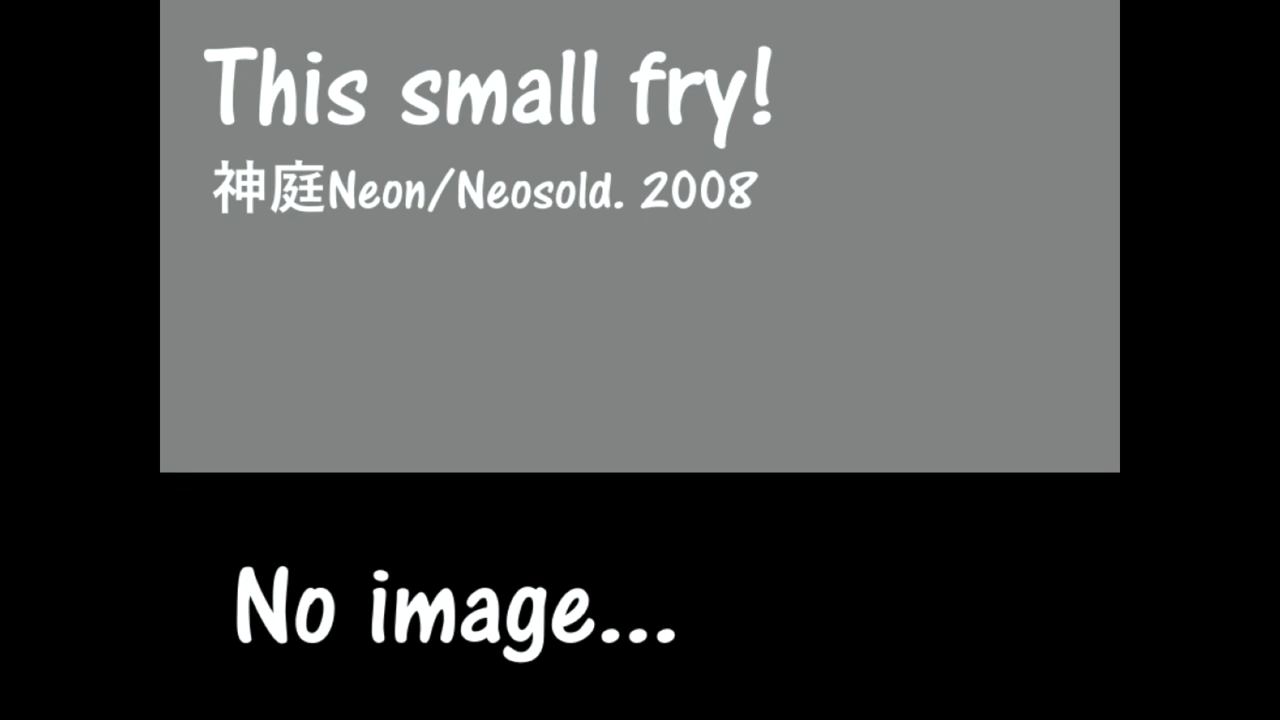 This small fry!
神庭Neon/Neosold. 2008
No image...